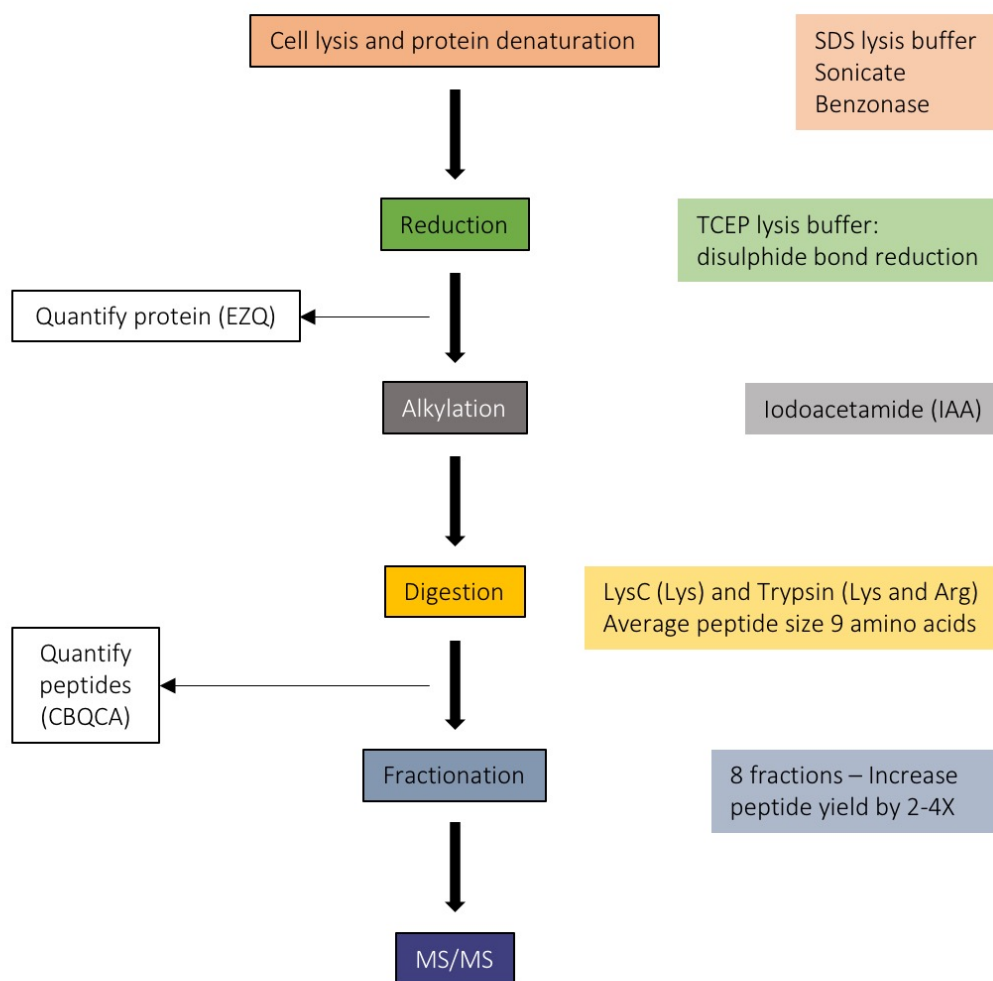 Cell lysis and protein denaturation
SDS lysis buffer
Sonicate
Benzonase
Reduction
TCEP lysis buffer:
disulphide bond reduction
Quantify protein (EZQ)
Alkylation
Iodoacetamide (IAA)
Digestion
LysC (Lys) and Trypsin (Lys and Arg)
Average peptide size 9 amino acids
Quantify
peptides
(CBQCA)
Fractionation
8 fractions – Increase
peptide yield by 2-4X
MS/MS